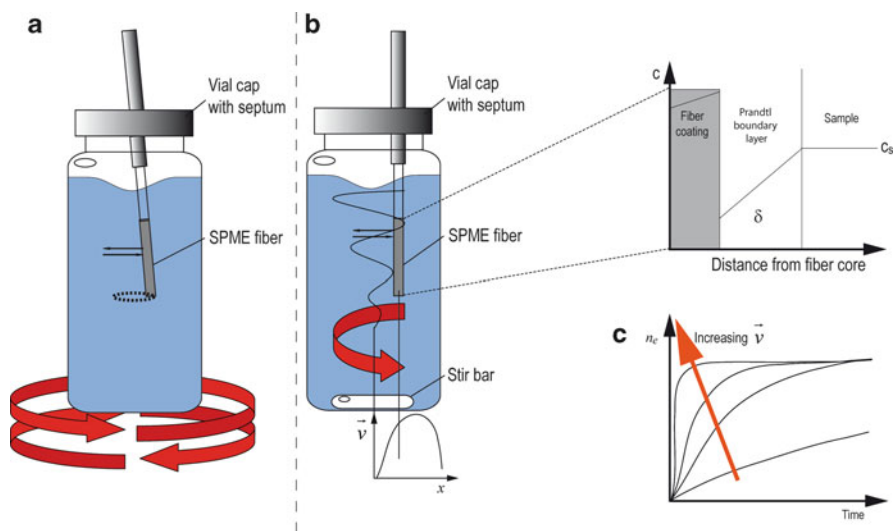 a
Vial cap
with septum
SPME fiber
b
Vial cap
with septum
SPME fiber
Stir bar
v
x
c
Fiber
coating
Prandtl
boundary
layer
Sample
cs
δ
Distance from fiber core
c
ne
Increasing v
Time